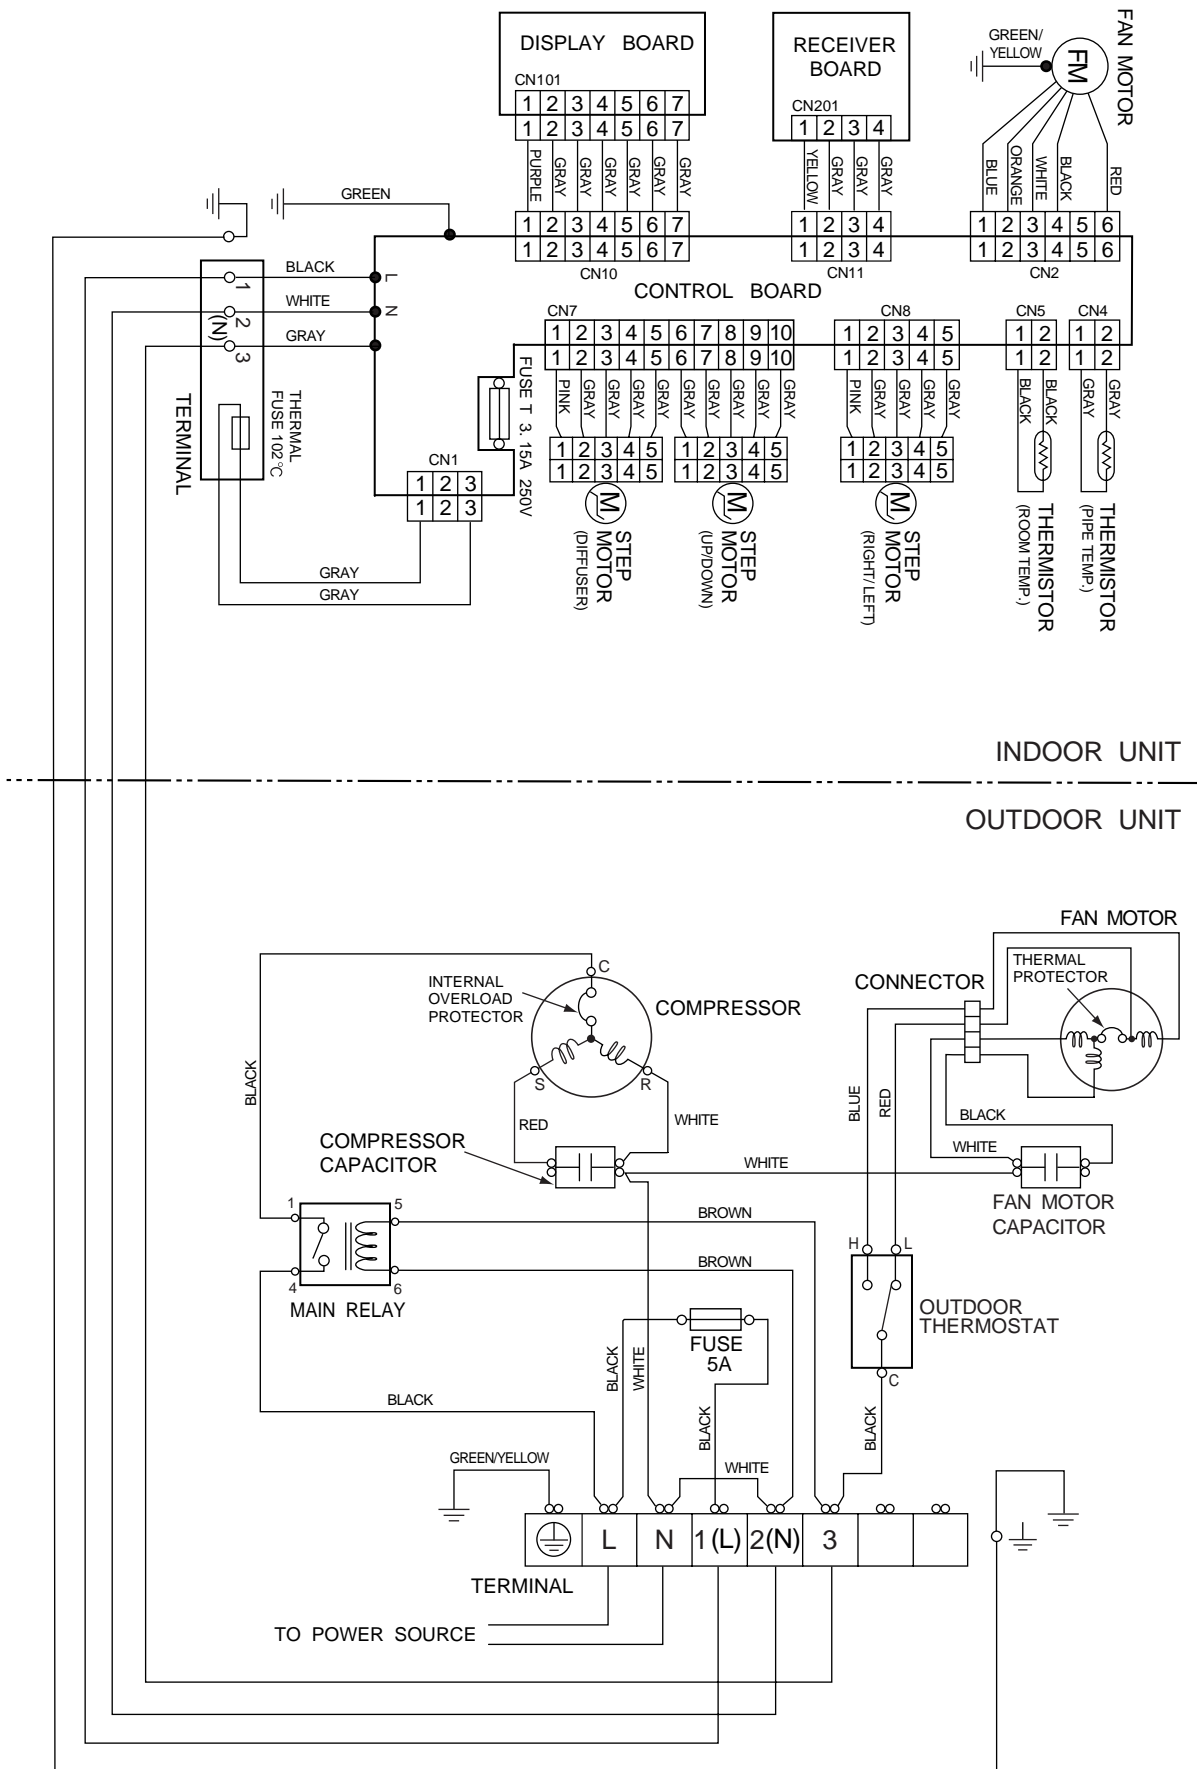 DISPLAY BOARD
CN101
1 2 3 4 5 6 7
1 2 3 4 5 6 7
PURPLE
GRAY
GRAY
GRAY
GRAY
GRAY
GRAY
1 2 3 4 5 6 7
1 2 3 4 5 6 7
CN10
RECEIVER
BOARD
CN201
1 2 3 4
YELLOW
GRAY
GRAY
GRAY
1 2 3 4
1 2 3 4
CN11
GREEN/
YELLOW
FM
FAN MOTOR
BLUE
ORANGE
WHITE
BLACK
RED
1 2 3 4 5 6
1 2 3 4 5 6
CN2
GREEN
BLACK
L
WHITE
N
GRAY
1
2
(N)
3
TERMINAL
THERMAL
FUSE 102°C
CONTROL BOARD
FUSE T 3. 15A 250V
CN1
1 2 3
1 2 3
GRAY
GRAY
CN7
1 2 3 4 5 6 7 8 9 10
1 2 3 4 5 6 7 8 9 10
PINK
GRAY
GRAY
GRAY
GRAY
GRAY
GRAY
GRAY
GRAY
GRAY
1 2 3 4 5
1 2 3 4 5
M
STEP
MOTOR
(DIFFUSER)
1 2 3 4 5
1 2 3 4 5
M
STEP
MOTOR
(UP/DOWN)
CN8
1 2 3 4 5
1 2 3 4 5
PINK
GRAY
GRAY
GRAY
GRAY
1 2 3 4 5
1 2 3 4 5
M
STEP
MOTOR
(RIGHT/LEFT)
CN5
1 2
1 2
BLACK
BLACK
THERMISTOR
(ROOM TEMP.)
CN4
1 2
1 2
GRAY
GRAY
THERMISTOR
(PIPE TEMP.)
INDOOR UNIT
OUTDOOR UNIT
FAN MOTOR
THERMAL
PROTECTOR
CONNECTOR
C
INTERNAL
OVERLOAD
PROTECTOR
COMPRESSOR
S
R
BLACK
RED
WHITE
COMPRESSOR
CAPACITOR
WHITE
BLUE
RED
BLACK
WHITE
FAN MOTOR
CAPACITOR
1
5
4
6
MAIN RELAY
BROWN
BROWN
H
L
OUTDOOR
THERMOSTAT
C
FUSE
5A
BLACK
WHITE
BLACK
BLACK
BLACK
GREEN/YELLOW
WHITE
L N 1(L) 2(N) 3
TERMINAL
TO POWER SOURCE